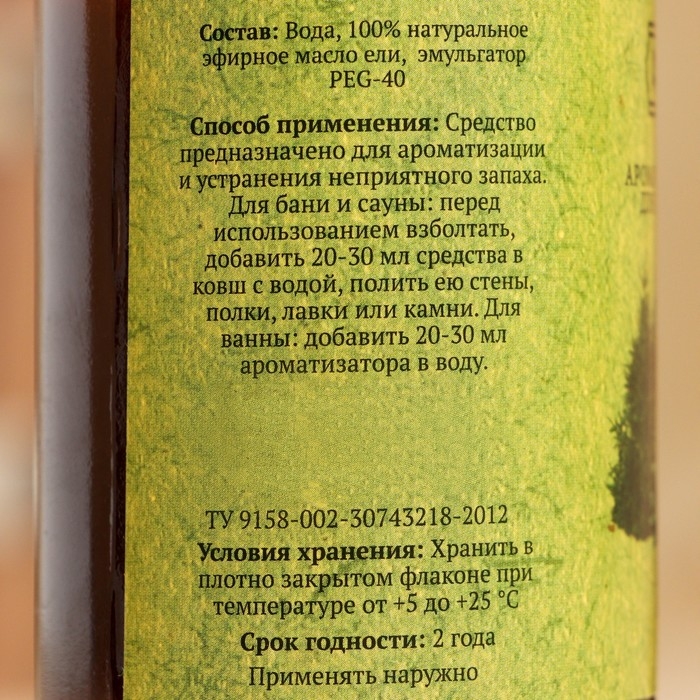 Состав: Вода, 100% натуральное
эфирное масло ели, эмульгатор
PEG-40
Способ применения: Средство
предназначено для ароматизации
и устранения неприятного запаха.
Для бани и сауны: перед
использованием взболтать,
добавить 20-30 мл средства в
ковш с водой, полить ею стены,
полки, лавки или камни. Для
ванны: добавить 20-30 мл
ароматизатора в воду.
ТУ 9158-002-30743218-2012
Условия хранения: Хранить в
плотно закрытом флаконе при
температуре от +5 до +25 °С
Срок годности: 2 года
Применять наружно